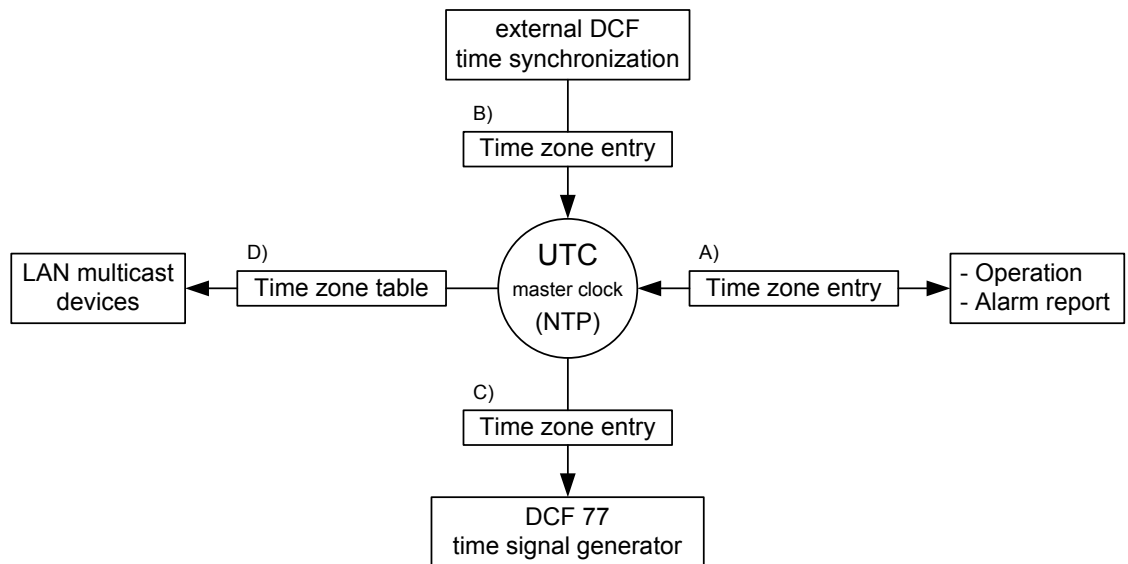 external DCF
time synchronization
B)
Time zone entry
LAN multicast
devices
D)
Time zone table
UTC
master clock
(NTP)
A)
Time zone entry
- Operation
- Alarm report
C)
Time zone entry
DCF 77
time signal generator